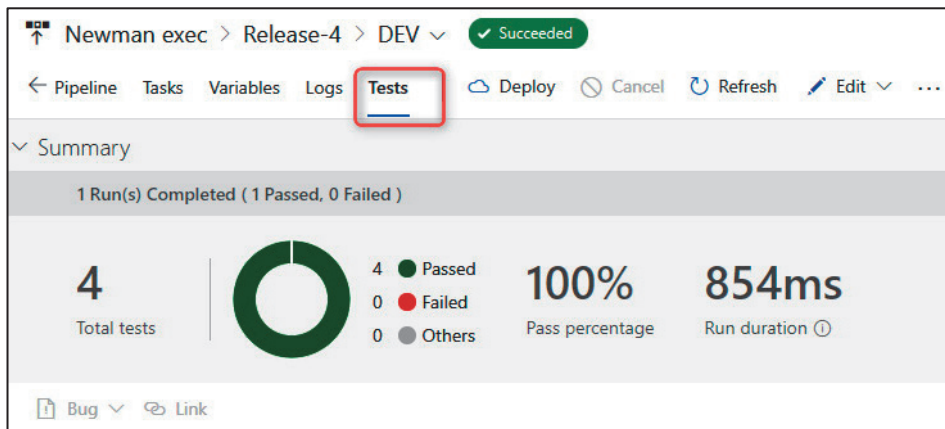 Newman exec > Release-4 > DEV Succeeded
Pipeline Tasks Variables Logs Tests Deploy Cancel Refresh Edit ...
Summary
1 Run(s) Completed ( 1 Passed, 0 Failed )
4
Total tests
4 Passed
0 Failed
0 Others
100%
Pass percentage
854ms
Run duration
Bug Link